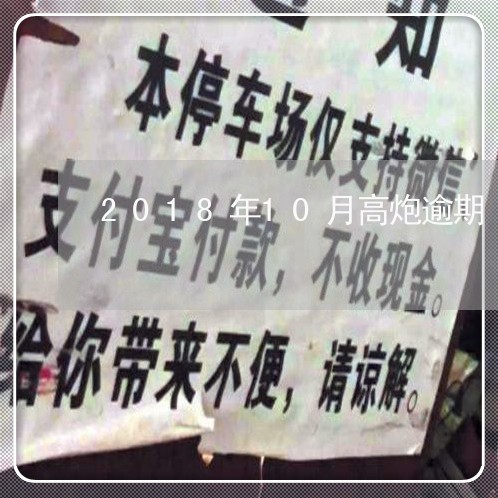 通知
本停车场仅支持微信
2018年10月高炮逾期
支付宝付款，不收现金。
给你带来不便，请谅解。